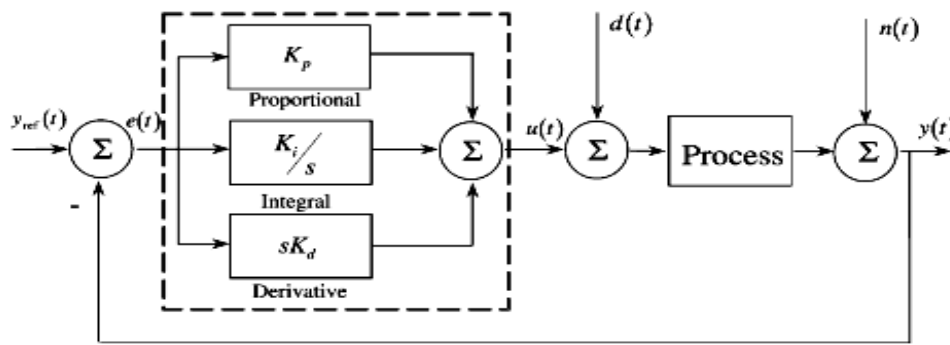 d(t)
n(t)
K_p
Proportional
y_ref(t)
e(t)
Σ
K_i/s
Integral
Σ
u(t)
Σ
Process
Σ
y(t)
-
sK_d
Derivative